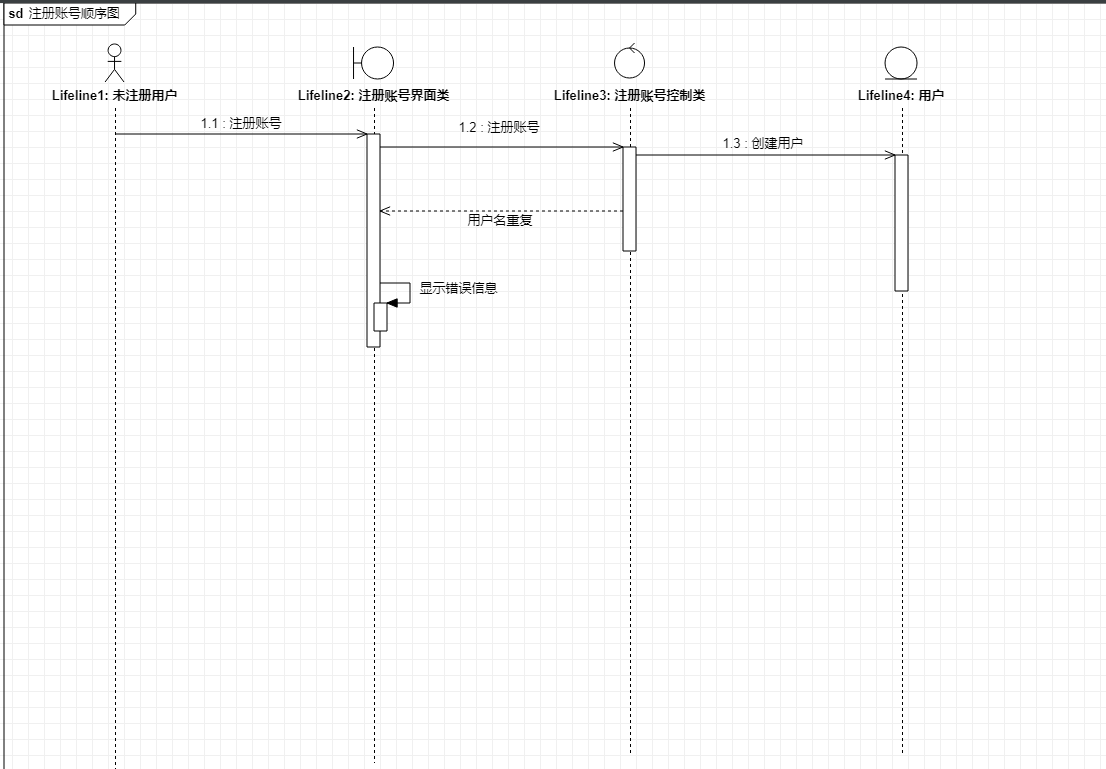 sd 注册账号顺序图
Lifeline1: 未注册用户
Lifeline2: 注册账号界面类
Lifeline3: 注册账号控制类
Lifeline4: 用户
1.1 : 注册账号
1.2 : 注册账号
1.3 : 创建用户
用户名重复
显示错误信息